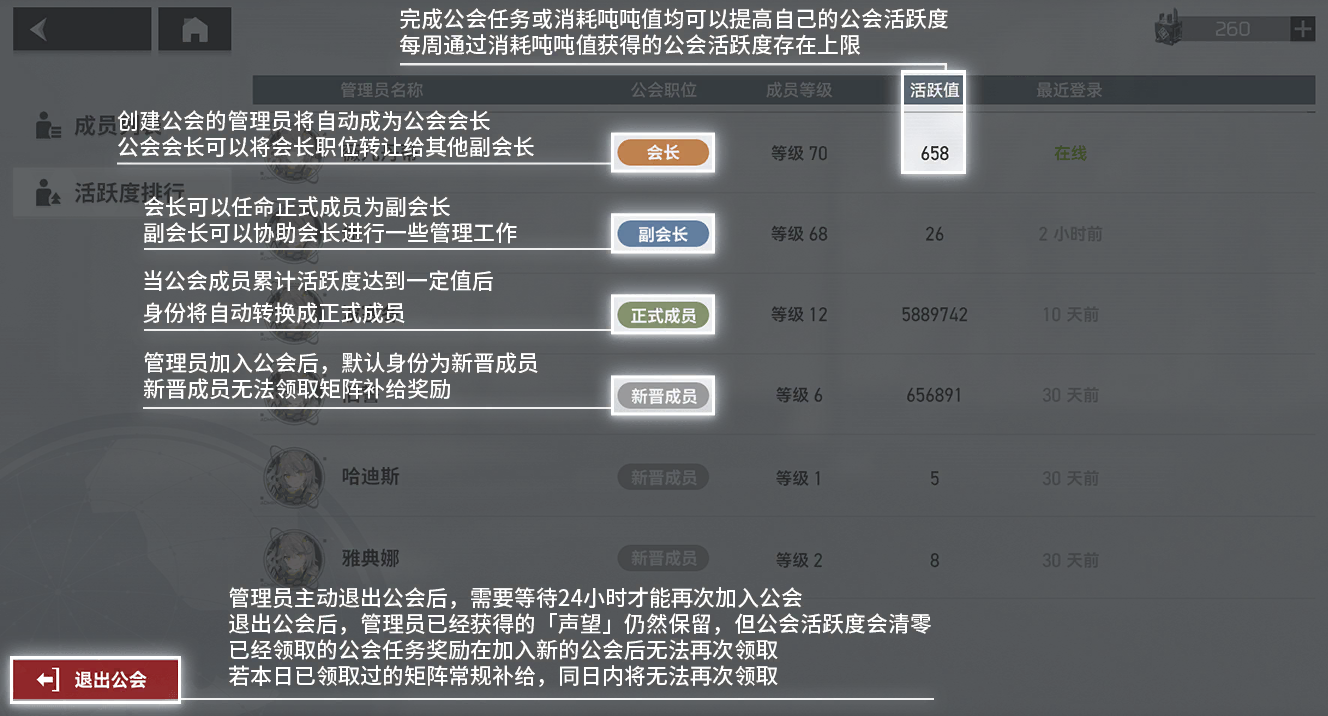 完成公会任务或消耗吨吨值均可以提高自己的公会活跃度
每周通过消耗吨吨值获得的公会活跃度存在上限
260
管理员名称
公会职位
成员等级
活跃值
最近登录
成员
创建公会的管理员将自动成为公会会长
公会会长可以将会长职位转让给其他副会长
会长
等级 70
658
在线
活跃度排行
会长可以任命正式成员为副会长
副会长可以协助会长进行一些管理工作
副会长
等级 68
26
2 小时前
当公会成员累计活跃度达到一定值后
身份将自动转换成正式成员
正式成员
等级 12
5889742
10 天前
管理员加入公会后，默认身份为新晋成员
新晋成员无法领取矩阵补给奖励
新晋成员
等级 6
656891
30 天前
哈迪斯
新晋成员
等级 1
5
30 天前
雅典娜
新晋成员
等级 2
8
30 天前
管理员主动退出公会后，需要等待24小时才能再次加入公会
退出公会后，管理员已经获得的「声望」仍然保留，但公会活跃度会清零
已经领取的公会任务奖励在加入新的公会后无法再次领取
若本日已领取过的矩阵常规补给，同日内将无法再次领取
退出公会